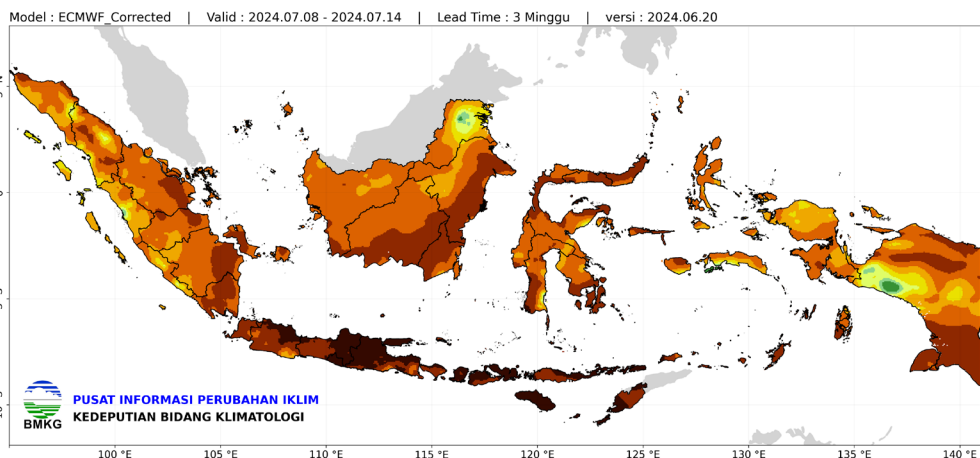 Model : ECMWF_Corrected | Valid : 2024.07.08 - 2024.07.14 | Lead Time : 3 Minggu | versi : 2024.06.20
PUSAT INFORMASI PERUBAHAN IKLIM
KEDEPUTIAN BIDANG KLIMATOLOGI
BMKG
100 °E 105 °E 110 °E 115 °E 120 °E 125 °E 130 °E 135 °E 140 °E